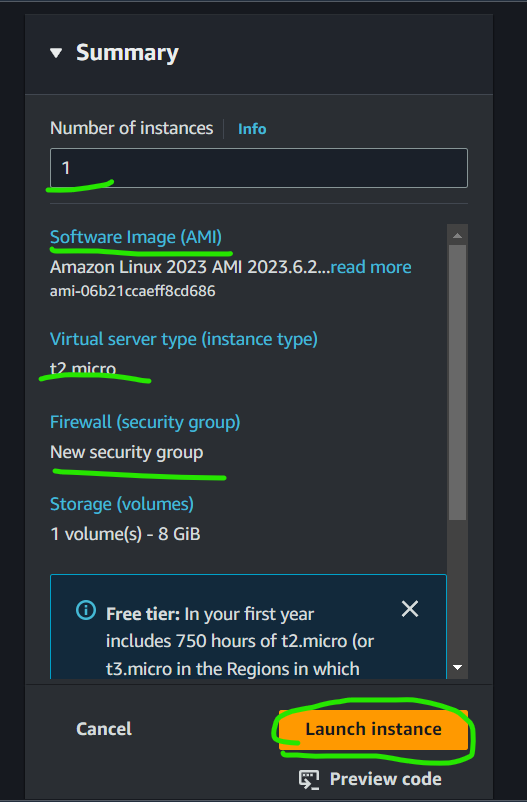 Summary
Number of instances Info
1
Software Image (AMI)
Amazon Linux 2023 AMI 2023.6.2...read more
ami-06b21ccaeff8cd686
Virtual server type (instance type)
t2.micro
Firewall (security group)
New security group
Storage (volumes)
1 volume(s) - 8 GiB
Free tier: In your first year
includes 750 hours of t2.micro (or
t3.micro in the Regions in which
Cancel
Launch instance
Preview code